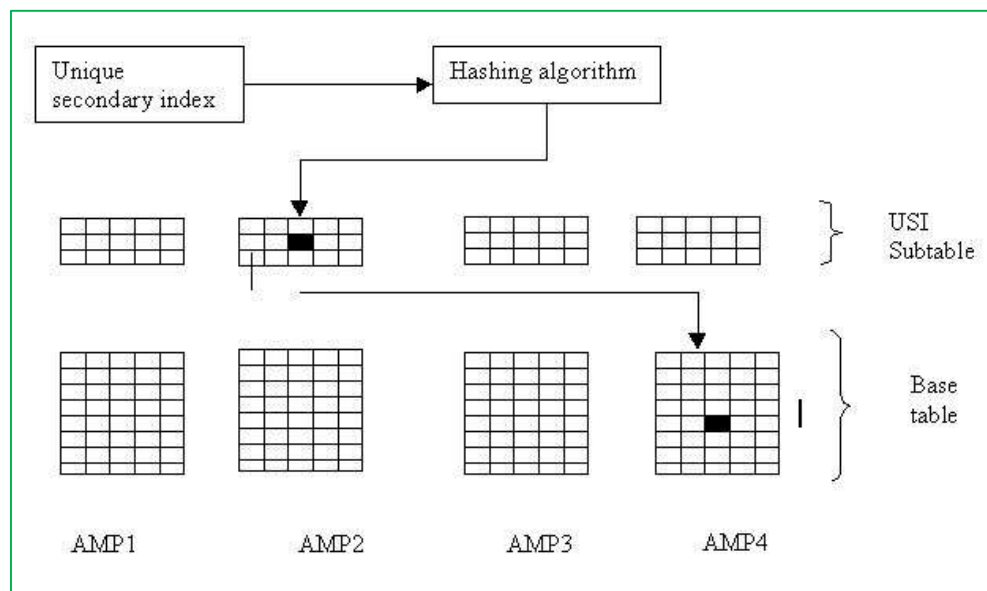 Unique
secondary index
Hashing algorithm
USI
Subtable
Base
table
AMP1
AMP2
AMP3
AMP4